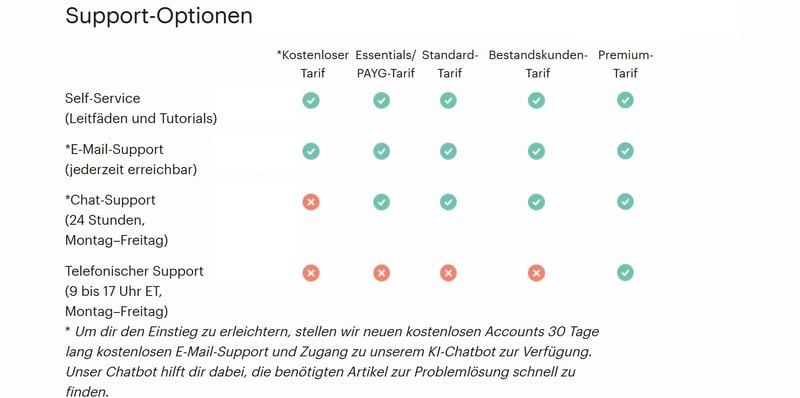 Support-Optionen
*Kostenloser Essentials/ Standard- Bestandskunden- Premium-
Tarif PAYG-Tarif Tarif Tarif Tarif
Self-Service
(Leitfäden und Tutorials)
*E-Mail-Support
(jederzeit erreichbar)
*Chat-Support
(24 Stunden,
Montag–Freitag)
Telefonischer Support
(9 bis 17 Uhr ET,
Montag–Freitag)
* Um dir den Einstieg zu erleichtern, stellen wir neuen kostenlosen Accounts 30 Tage
lang kostenlosen E-Mail-Support und Zugang zu unserem KI-Chatbot zur Verfügung.
Unser Chatbot hilft dir dabei, die benötigten Artikel zur Problemlösung schnell zu
finden.